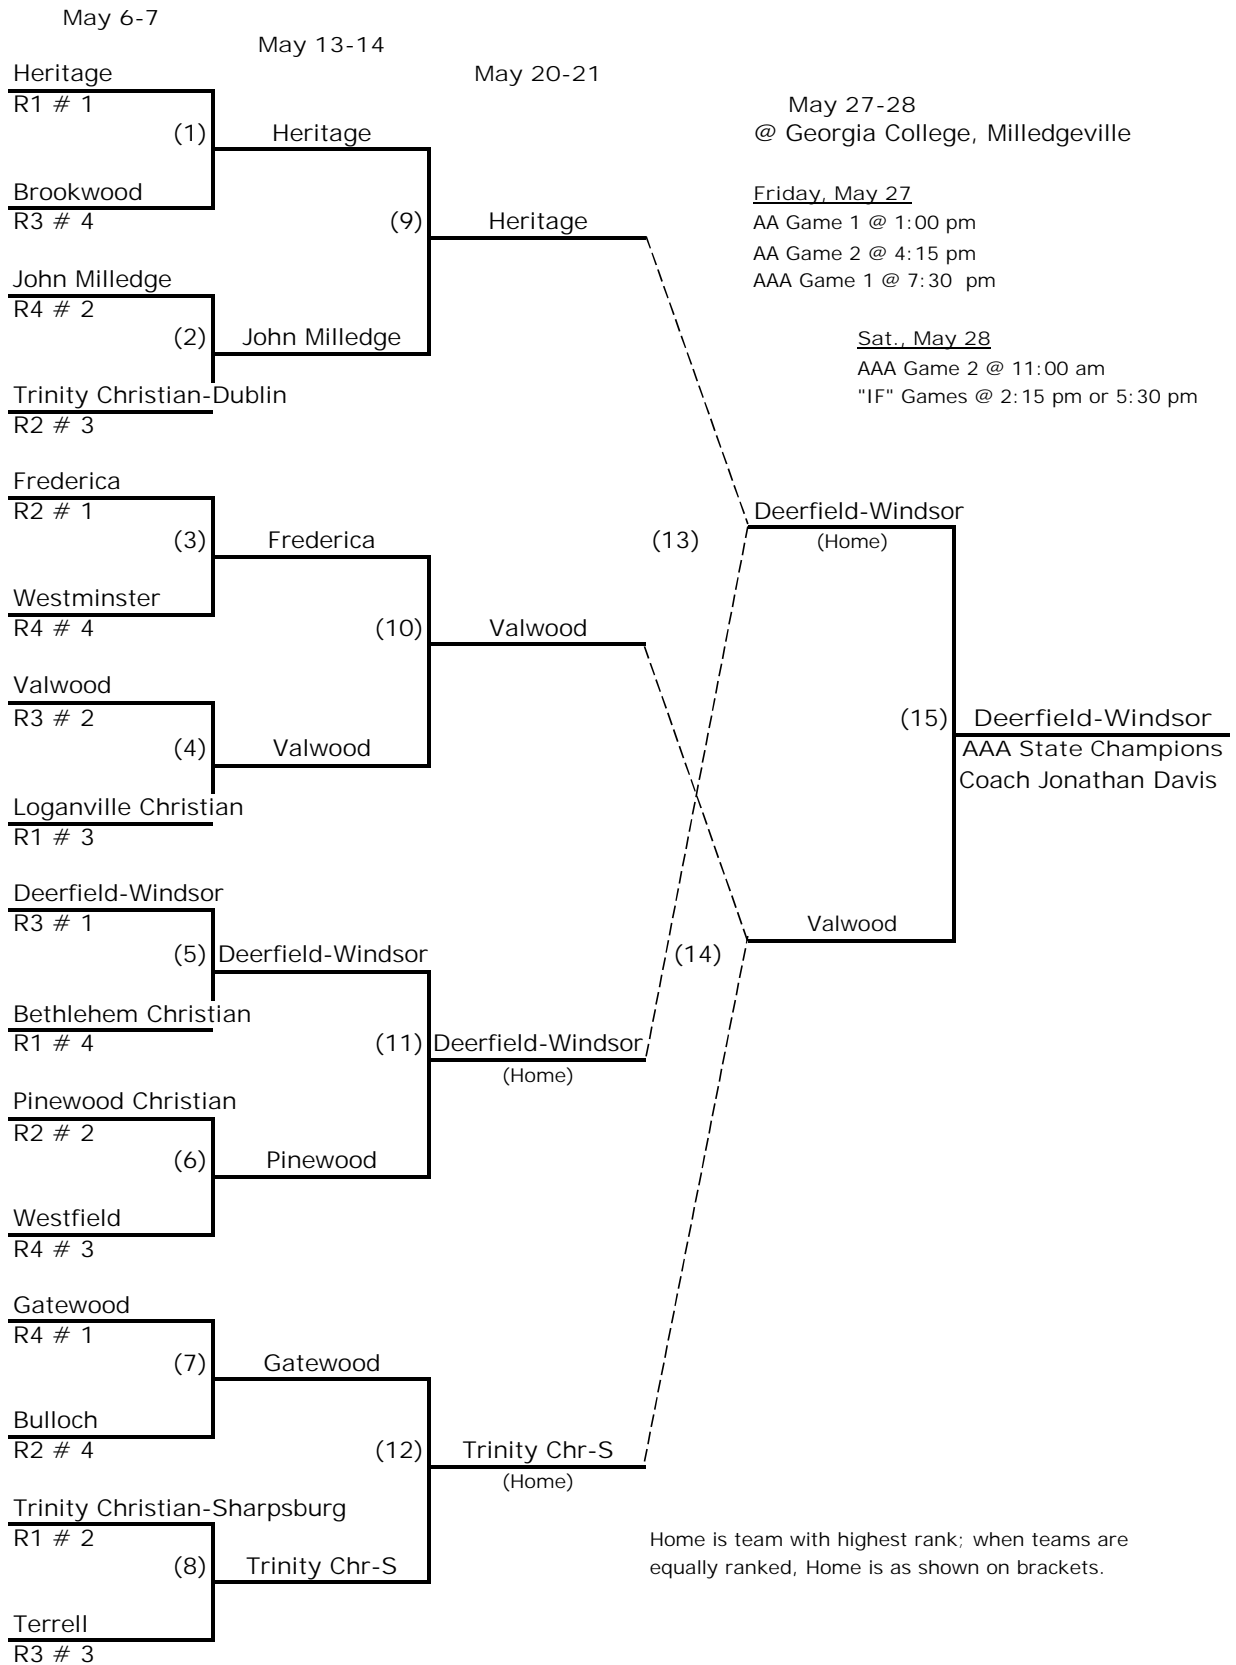 May 6-7
May 13-14
May 20-21
May 27-28
@ Georgia College, Milledgeville
Friday, May 27
AA Game 1 @ 1:00 pm
AA Game 2 @ 4:15 pm
AAA Game 1 @ 7:30 pm
Sat., May 28
AAA Game 2 @ 11:00 am
"IF" Games @ 2:15 pm or 5:30 pm
Heritage
R1 # 1
(1)
Heritage
Brookwood
R3 # 4
(9)
Heritage
John Milledge
R4 # 2
(2)
John Milledge
Trinity Christian-Dublin
R2 # 3
Frederica
R2 # 1
(3)
Frederica
Westminster
R4 # 4
(10)
Valwood
Valwood
R3 # 2
(4)
Valwood
Loganville Christian
R1 # 3
(13)
Deerfield-Windsor
(Home)
(15)
Deerfield-Windsor
AAA State Champions
Coach Jonathan Davis
Deerfield-Windsor
R3 # 1
(5)
Deerfield-Windsor
Bethlehem Christian
R1 # 4
(11)
Deerfield-Windsor
(Home)
Pinewood Christian
R2 # 2
(6)
Pinewood
Westfield
R4 # 3
(14)
Valwood
Gatewood
R4 # 1
(7)
Gatewood
Bulloch
R2 # 4
(12)
Trinity Chr-S
(Home)
Trinity Christian-Sharpsburg
R1 # 2
(8)
Trinity Chr-S
Terrell
R3 # 3
Home is team with highest rank; when teams are
equally ranked, Home is as shown on brackets.